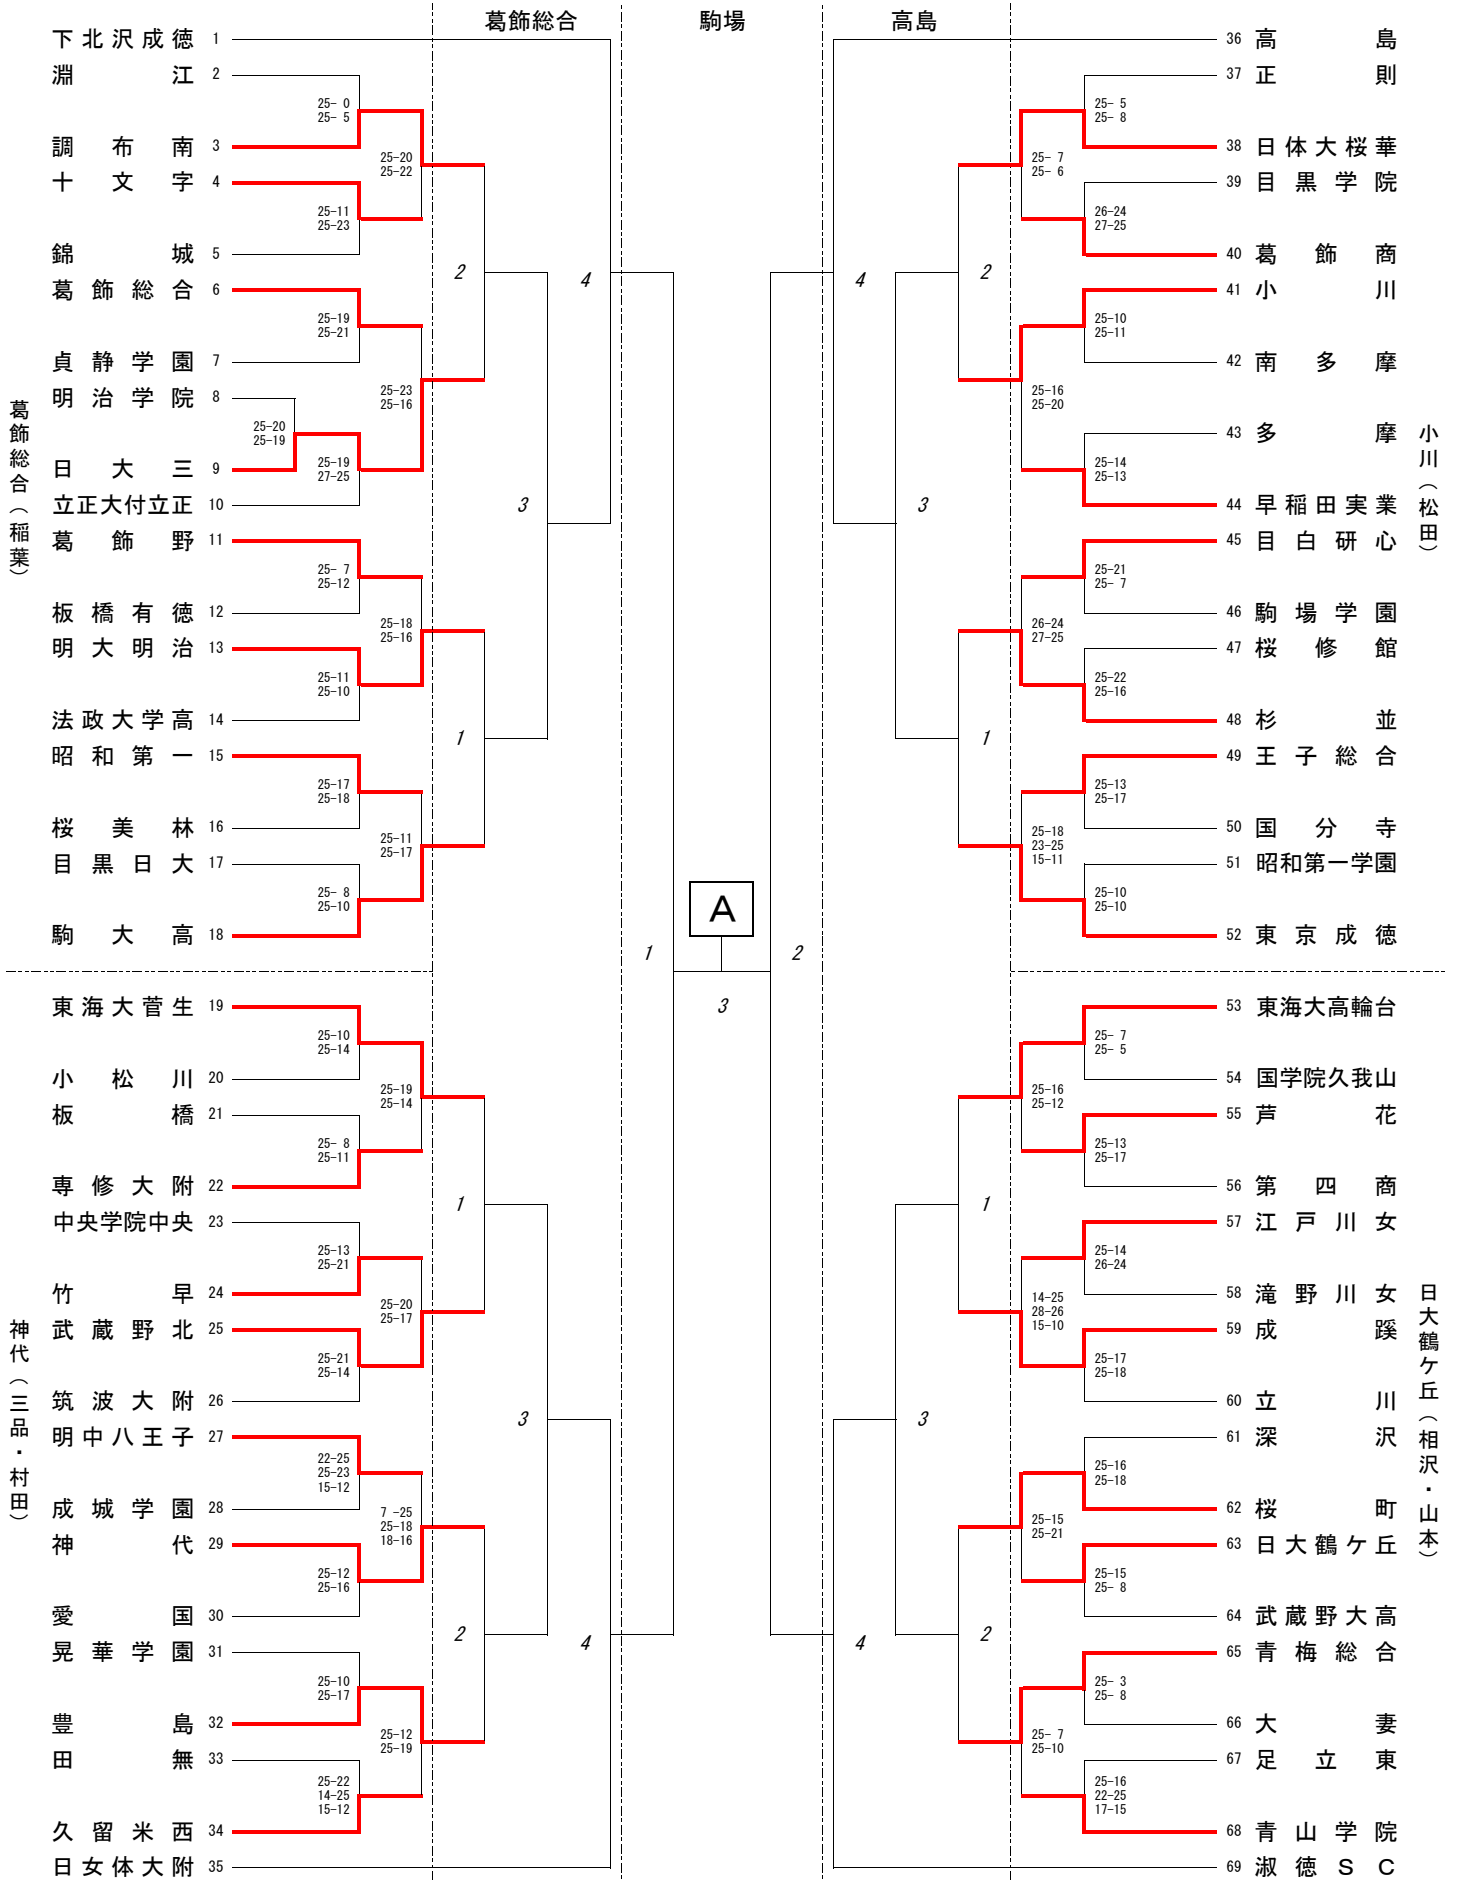 葛飾総合 駒場 高島
下北沢成徳 1
淵江 2
25- 0
25- 5
調布南 3
25-20
25-22
十文字 4
25-11
25-23
錦城 5
2
4
葛飾総合 6
25-19
25-21
貞静学園 7
25-23
25-16
明治学院 8
25-20
25-19
日大三 9
25-19
27-25
立正大付立正 10
3
葛飾野 11
25- 7
25-12
板橋有徳 12
25-18
25-16
明大明治 13
25-11
25-10
法政大学高 14
1
昭和第一 15
25-17
25-18
桜美林 16
25-11
25-17
目黒日大 17
25- 8
25-10
駒大高 18
葛飾総合（稲葉）
東海大菅生 19
25-10
25-14
小松川 20
25-19
25-14
板橋 21
25- 8
25-11
専修大附 22
1
中央学院中央 23
25-13
25-21
竹早 24
25-20
25-17
武蔵野北 25
25-21
25-14
筑波大附 26
3
明中八王子 27
22-25
25-23
15-12
成城学園 28
7 -25
25-18
18-16
神代 29
25-12
25-16
愛国 30
2
4
晃華学園 31
25-10
25-17
豊島 32
25-12
25-19
田無 33
25-22
14-25
15-12
久留米西 34
日女体大附 35
神代（三品・村田）
A
1
2
3
36 高島
37 正則
25- 5
25- 8
38 日体大桜華
25- 7
25- 6
39 目黒学院
26-24
27-25
40 葛飾商
4
2
41 小川
25-10
25-11
42 南多摩
25-16
25-20
43 多摩
25-14
25-13
44 早稲田実業
3
45 目白研心
25-21
25- 7
46 駒場学園
26-24
27-25
47 桜修館
25-22
25-16
48 杉並
1
49 王子総合
25-13
25-17
50 国分寺
25-18
23-25
15-11
51 昭和第一学園
25-10
25-10
52 東京成徳
小川（松田）
53 東海大高輪台
25- 7
25- 5
54 国学院久我山
25-16
25-12
55 芦花
25-13
25-17
56 第四商
1
57 江戸川女
25-14
26-24
58 滝野川女
14-25
28-26
15-10
59 成蹊
25-17
25-18
60 立川
3
61 深沢
25-16
25-18
62 桜町
25-15
25-21
63 日大鶴ケ丘
25-15
25- 8
64 武蔵野大高
4
2
65 青梅総合
25- 3
25- 8
66 大妻
25- 7
25-10
67 足立東
25-16
22-25
17-15
68 青山学院
69 淑徳ＳＣ
日大鶴ケ丘（相沢・山本）